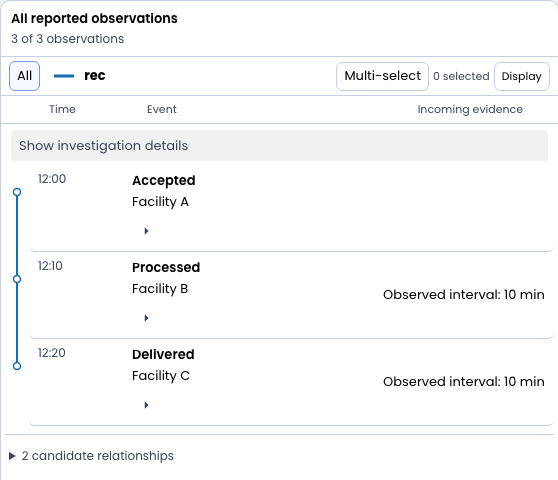 All reported observations
3 of 3 observations
All
rec
Multi-select
0 selected
Display
Time
Event
Incoming evidence
Show investigation details
12:00
Accepted
Facility A
12:10
Processed
Facility B
Observed interval: 10 min
12:20
Delivered
Facility C
Observed interval: 10 min
2 candidate relationships